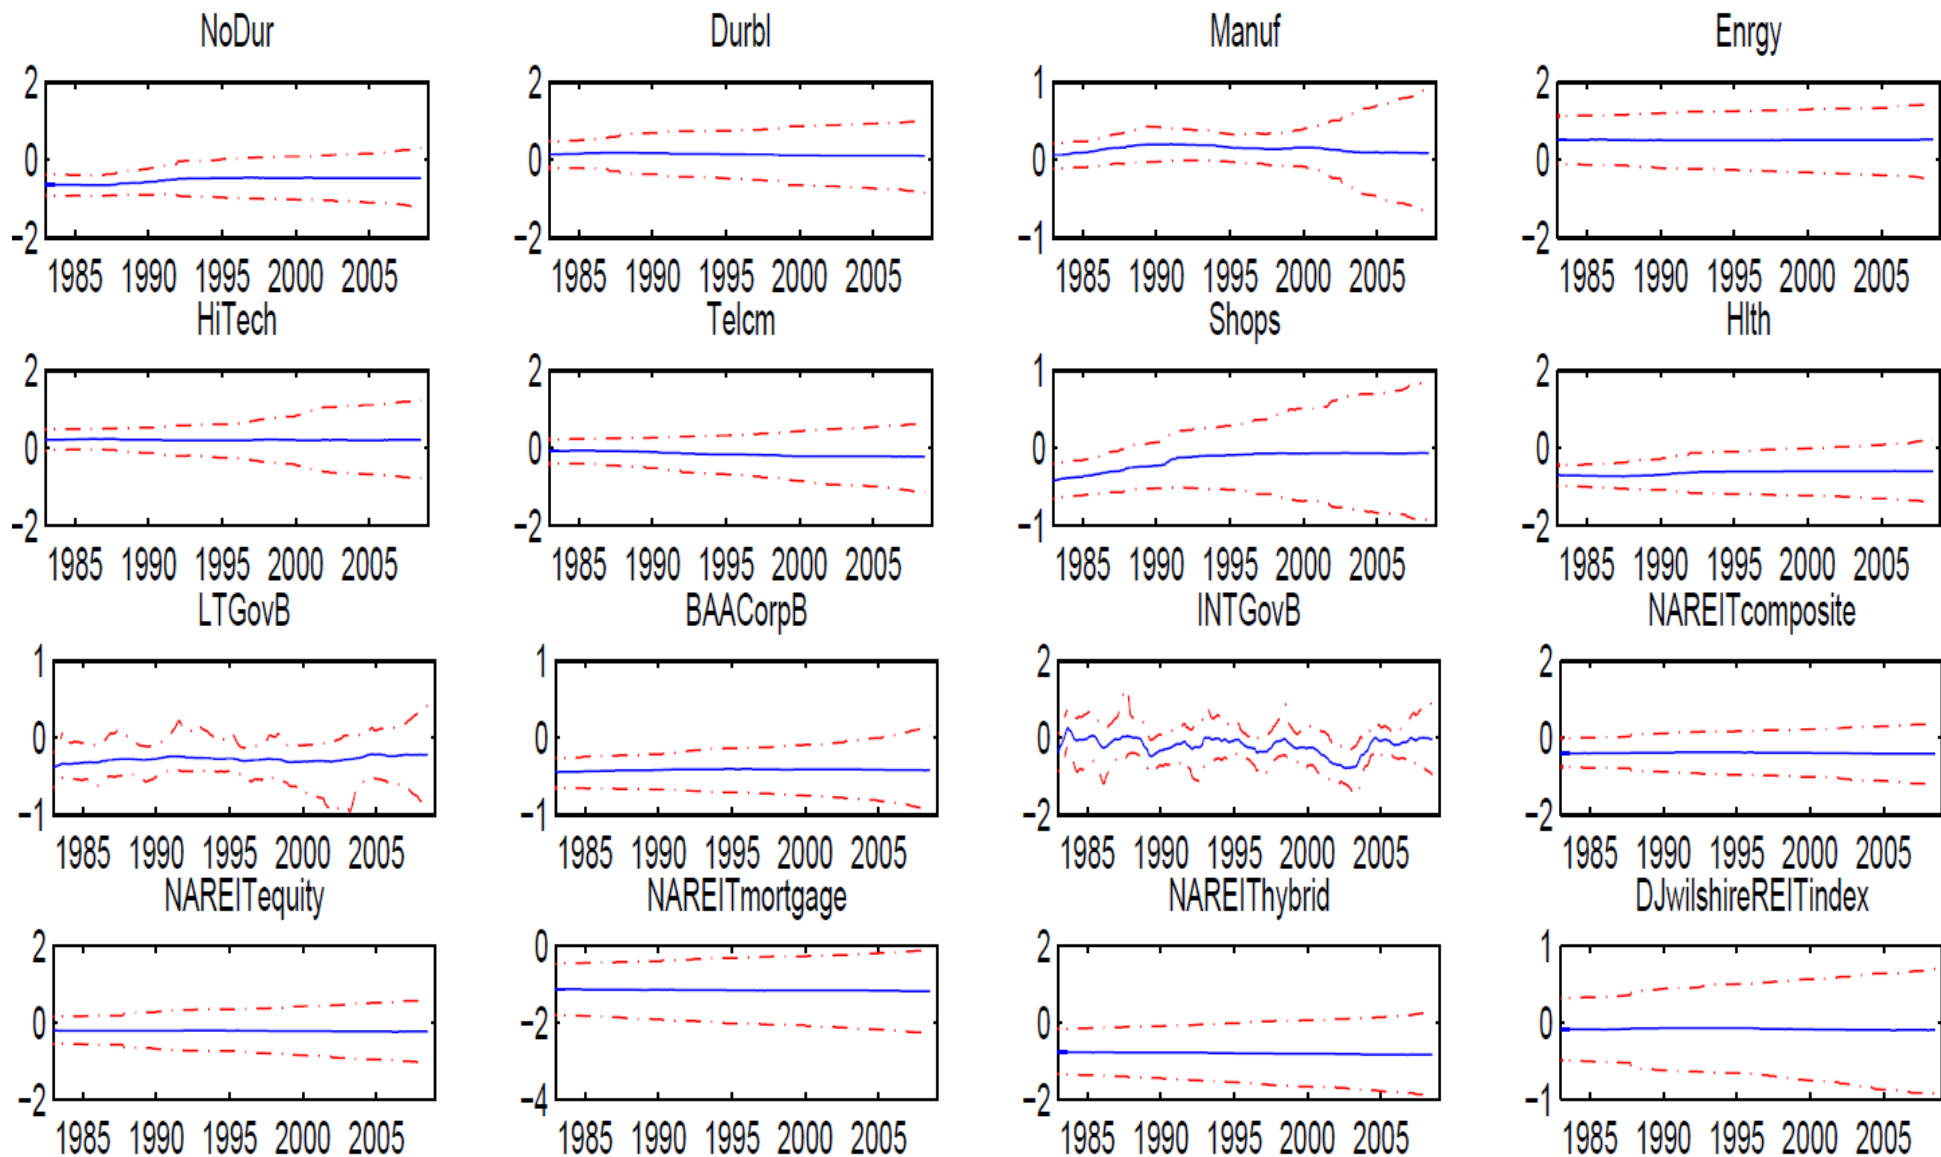 NoDur Durbl Manuf Enrgy
2 2 1 2
0 0 0 0
−2 −2 −1 −2
1985 1990 1995 2000 2005 1985 1990 1995 2000 2005 1985 1990 1995 2000 2005 1985 1990 1995 2000 2005
HiTech Telcm Shops Hlth
2 2 1 2
0 0 0 0
−2 −2 −1 −2
1985 1990 1995 2000 2005 1985 1990 1995 2000 2005 1985 1990 1995 2000 2005 1985 1990 1995 2000 2005
LTGovB BAACorpB INTGovB NAREITcomposite
1 1 2 2
0 0 0 0
−1 −1 −2 −2
1985 1990 1995 2000 2005 1985 1990 1995 2000 2005 1985 1990 1995 2000 2005 1985 1990 1995 2000 2005
NAREITequity NAREITmortgage NAREIThybrid DJwilshireREITindex
2 0 2 1
0 −2 0 0
−2 −4 −2 −1
1985 1990 1995 2000 2005 1985 1990 1995 2000 2005 1985 1990 1995 2000 2005 1985 1990 1995 2000 2005